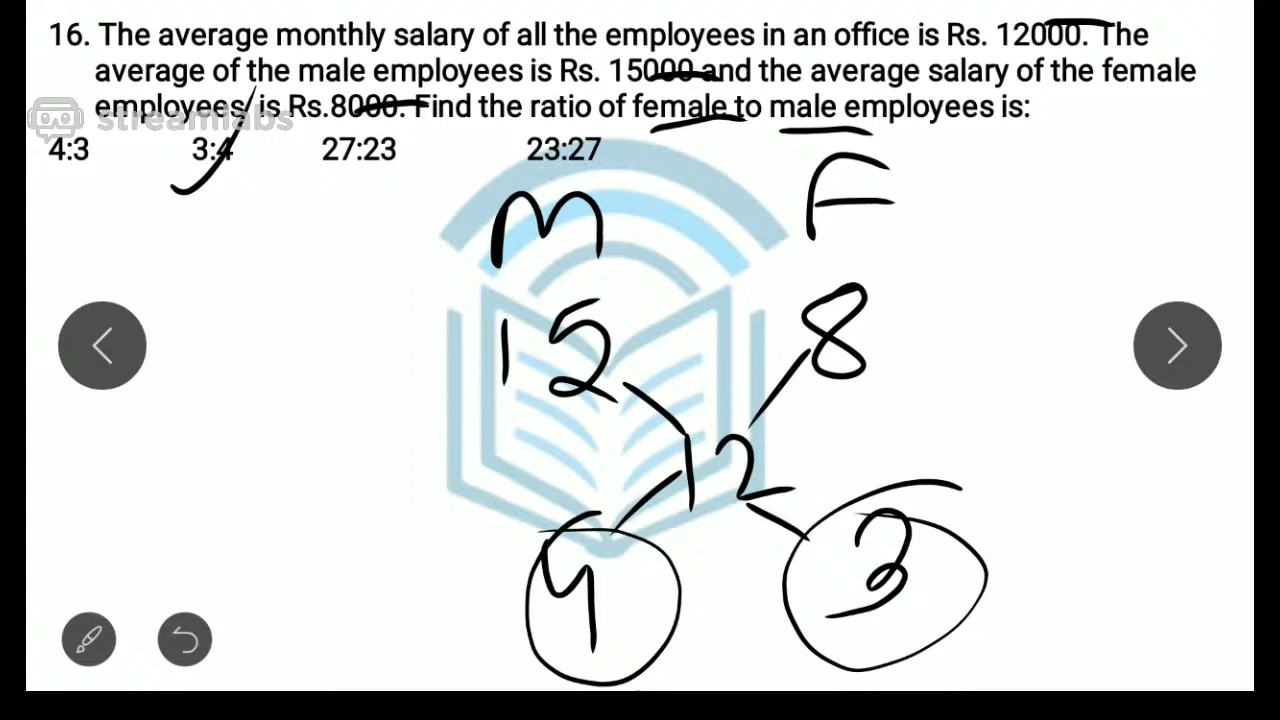 16. The average monthly salary of all the employees in an office is Rs. 12000. The
average of the male employees is Rs. 15000 and the average salary of the female
employees is Rs.8000. Find the ratio of female to male employees is:
streamlabs
4:3 3:4 27:23 23:27
M F
15 8
12
4 3